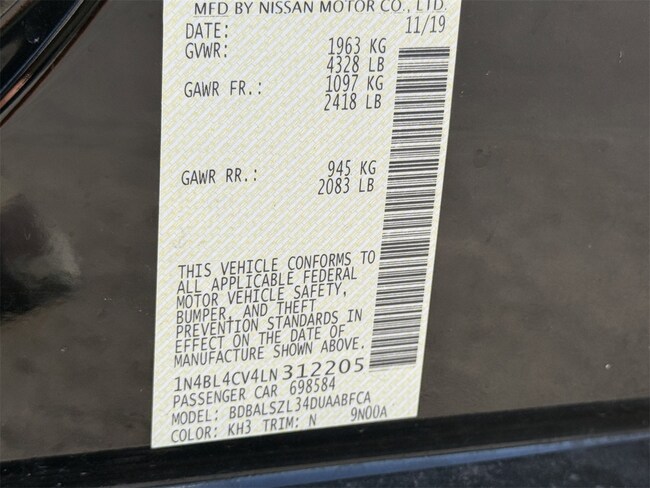 MFD BY NISSAN MOTOR CO., LTD.
DATE: 11/19
GVWR: 1963 KG
4328 LB
GAWR FR.: 1097 KG
2418 LB
GAWR RR.: 945 KG
2083 LB
THIS VEHICLE CONFORMS TO
ALL APPLICABLE FEDERAL
MOTOR VEHICLE SAFETY,
BUMPER, AND THEFT
PREVENTION STANDARDS IN
EFFECT ON THE DATE OF
MANUFACTURE SHOWN ABOVE.
1N4BL4CV4LN312205
PASSENGER CAR 698584
MODEL: BDBALSZL34DUAABFCA
COLOR: KH3 TRIM: N 9N00A